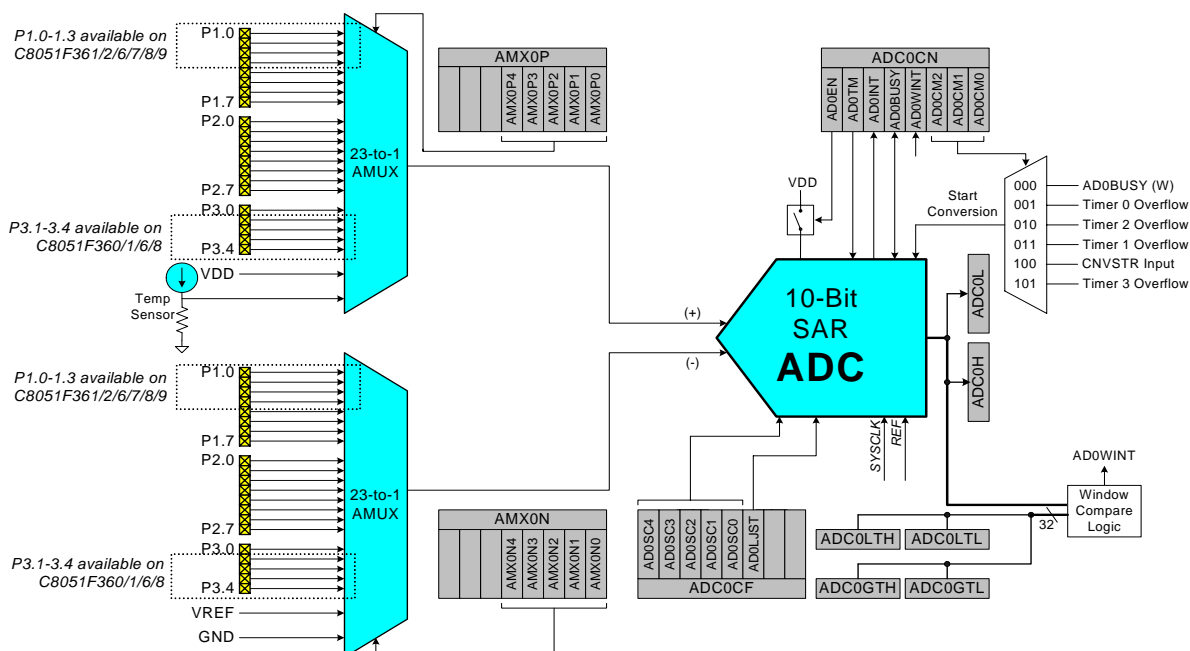 P1.0-1.3 available on
C8051F361/2/6/7/8/9
P1.0
P1.7
P2.0
P2.7
P3.0
P3.4
P3.1-3.4 available on
C8051F360/1/6/8
VDD
Temp
Sensor
23-to-1
AMUX
AMX0P
AMX0P4
AMX0P3
AMX0P2
AMX0P1
AMX0P0
ADC0CN
AD0EN
AD0TM
AD0INT
AD0BUSY
AD0WINT
AD0CM2
AD0CM1
AD0CM0
VDD
Start
Conversion
000
001
010
011
100
101
AD0BUSY (W)
Timer 0 Overflow
Timer 2 Overflow
Timer 1 Overflow
CNVSTR Input
Timer 3 Overflow
(+)
(-)
10-Bit
SAR
ADC
ADC0L
ADC0H
SYSCLK
REF
P1.0-1.3 available on
C8051F361/2/6/7/8/9
P1.0
P1.7
P2.0
P2.7
P3.0
P3.4
P3.1-3.4 available on
C8051F360/1/6/8
VREF
GND
23-to-1
AMUX
AMX0N
AMX0N4
AMX0N3
AMX0N2
AMX0N1
AMX0N0
AD0SC4
AD0SC3
AD0SC2
AD0SC1
AD0SC0
AD0LJST
ADC0CF
AD0WINT
Window
Compare
Logic
32
ADC0LTH
ADC0LTL
ADC0GTH
ADC0GTL